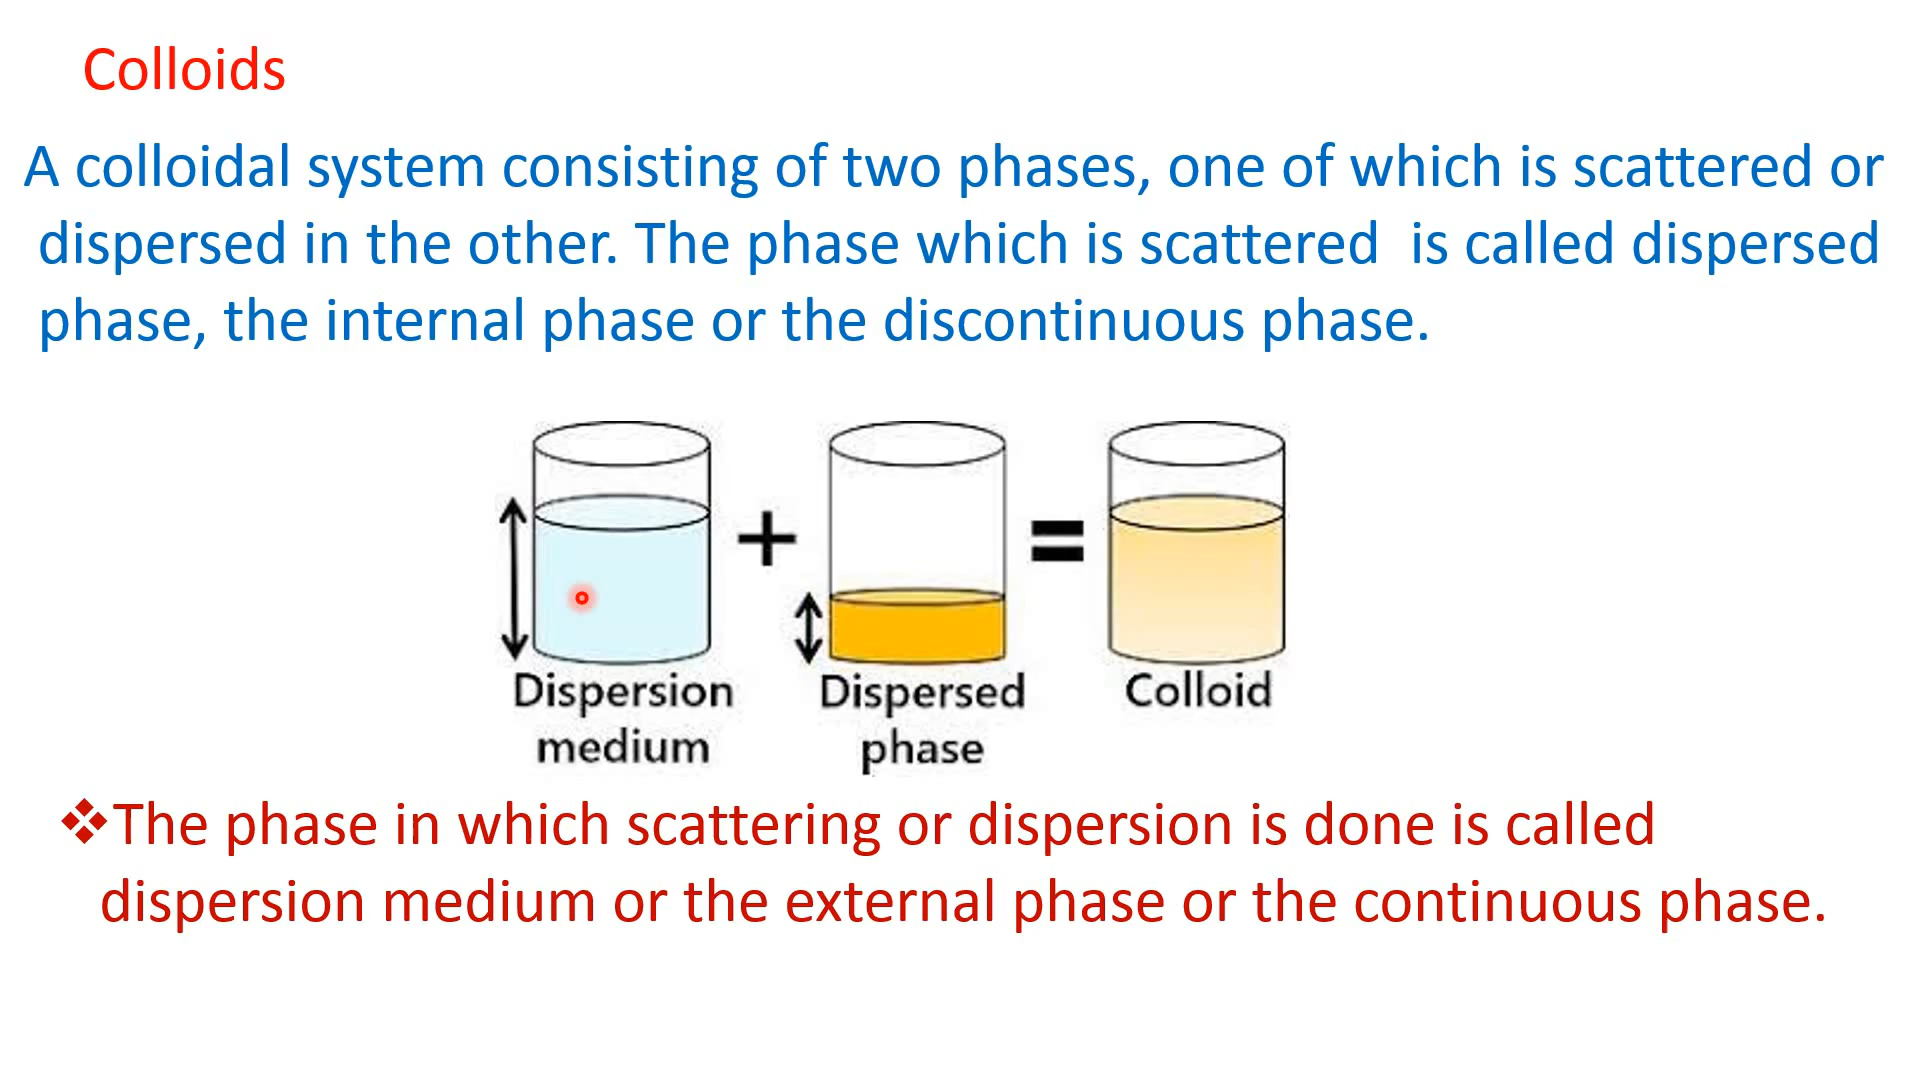 Colloids
A colloidal system consisting of two phases, one of which is scattered or
dispersed in the other. The phase which is scattered is called dispersed
phase, the internal phase or the discontinuous phase.
+ =
Dispersion medium
Dispersed phase
Colloid
❖The phase in which scattering or dispersion is done is called
dispersion medium or the external phase or the continuous phase.